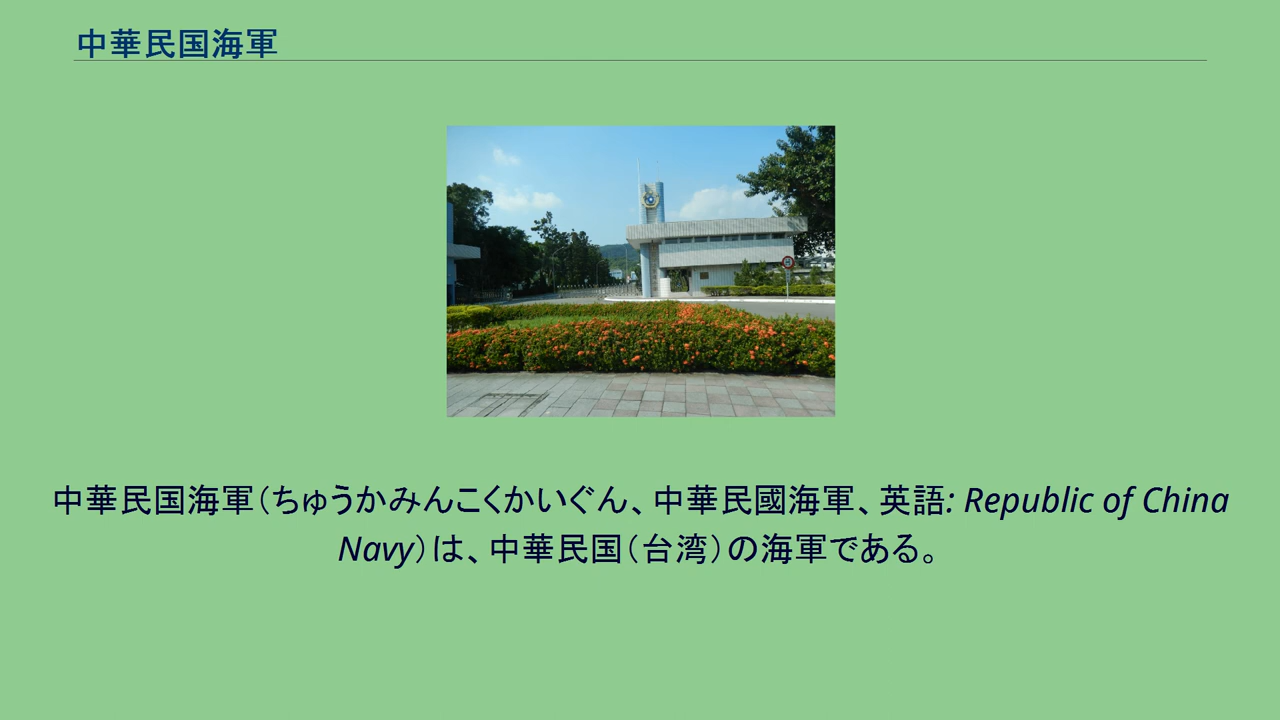 中華民国海軍
中華民国海軍（ちゅうかみんこくかいぐん、中華民國海軍、英語: Republic of China
Navy）は、中華民国（台湾）の海軍である。